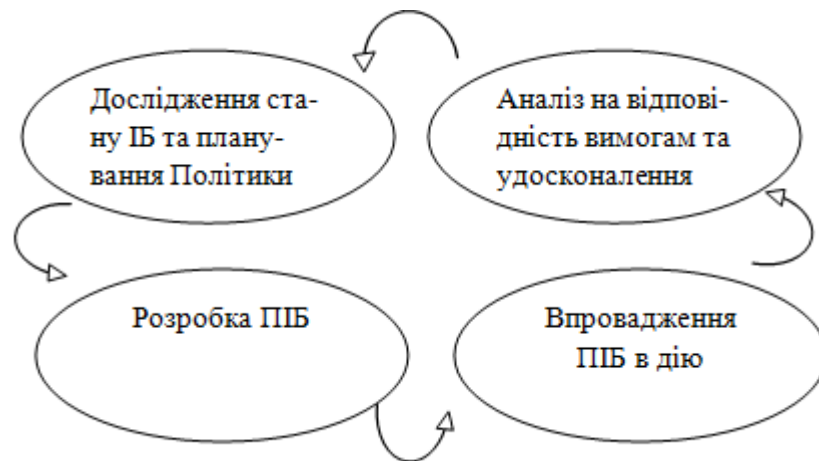 Дослідження ста-
ну ІБ та плану-
вання Політики
Аналіз на відпові-
дність вимогам та
удосконалення
Розробка ПІБ
Впровадження
ПІБ в дію